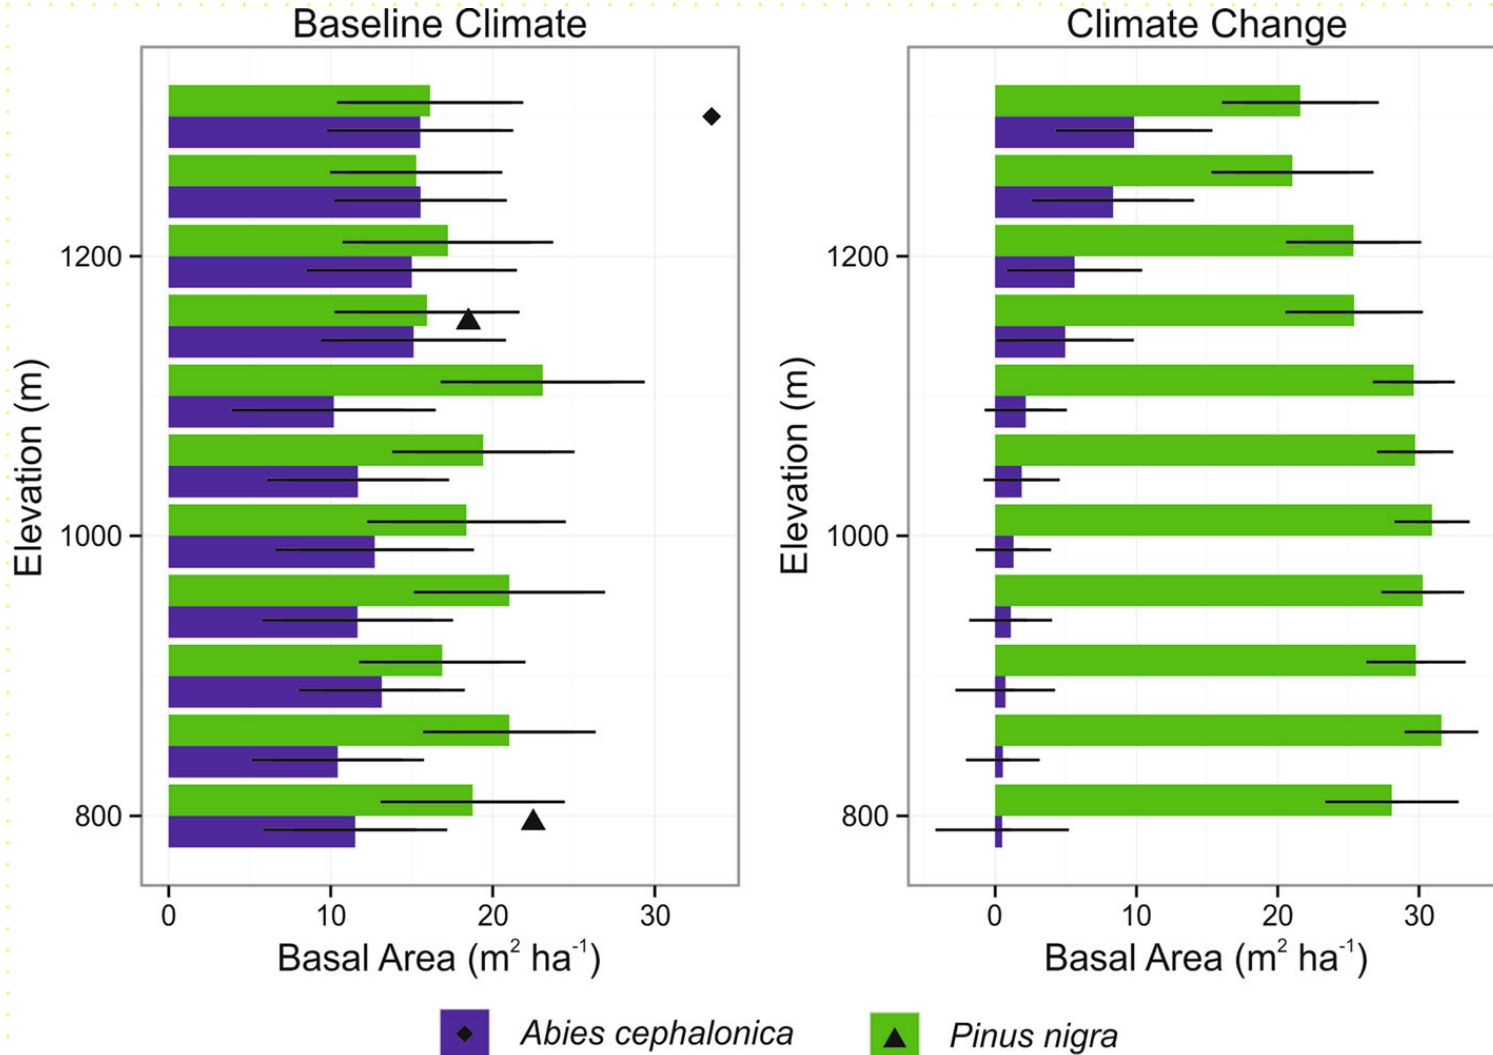 Baseline Climate
Climate Change
Elevation (m)
1200
1000
800
0 10 20 30
Basal Area (m² ha⁻¹)
Elevation (m)
1200
1000
800
0 10 20 30
Basal Area (m² ha⁻¹)
Abies cephalonica
Pinus nigra